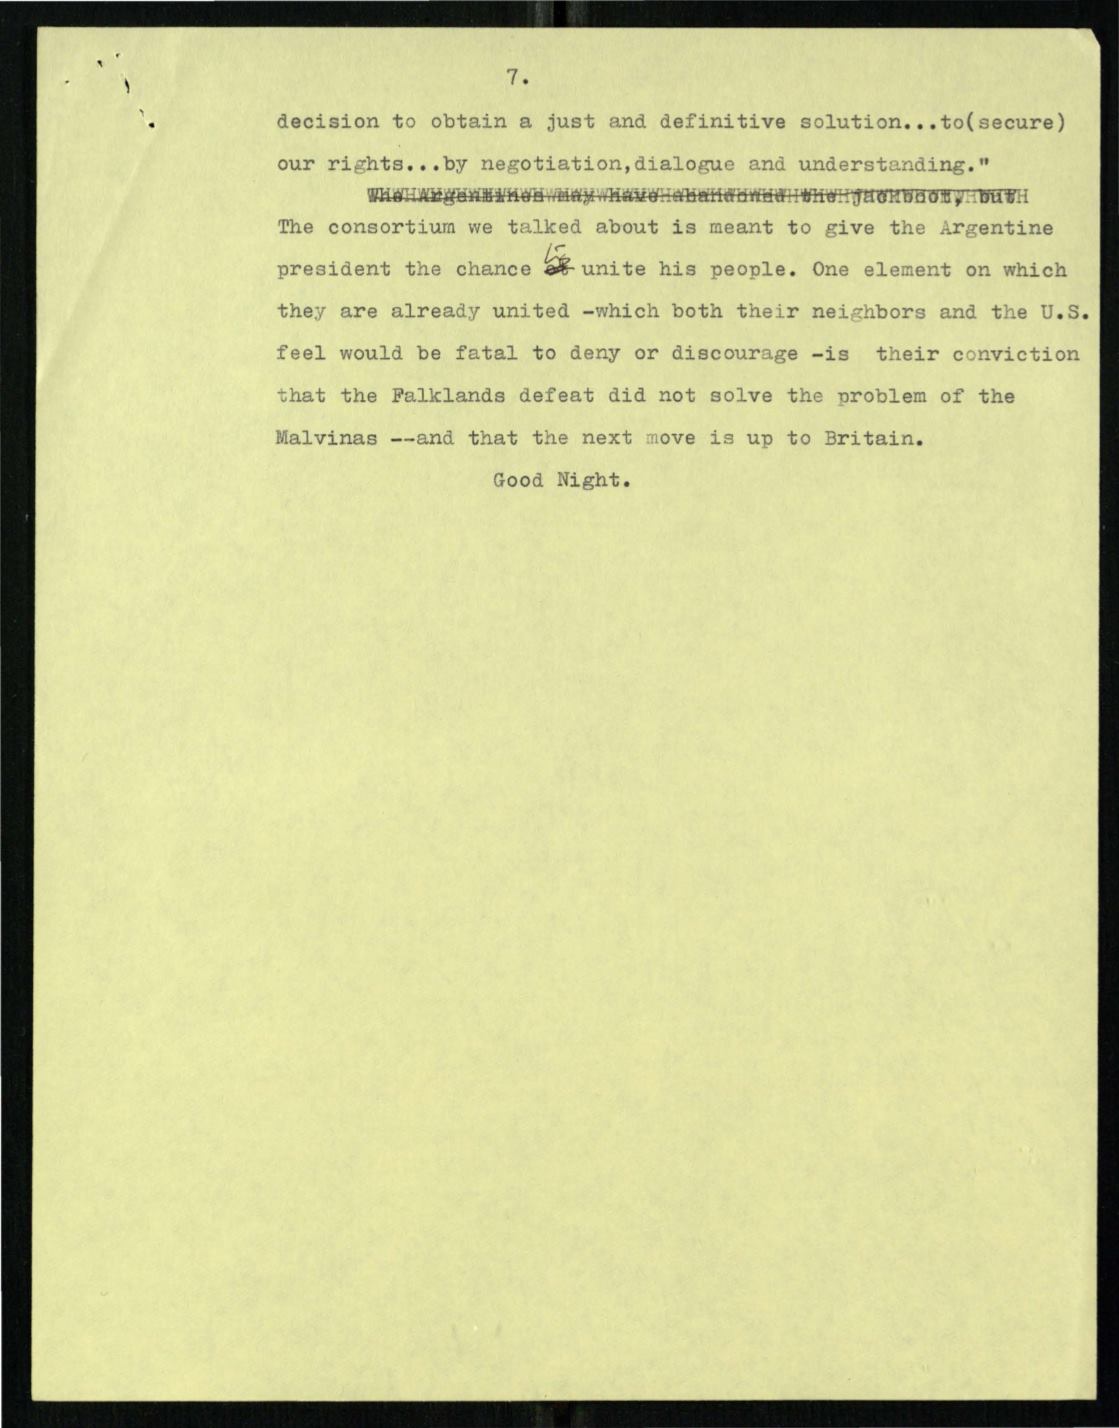 7.
decision to obtain a just and definitive solution...to(secure)
our rights...by negotiation,dialogue and understanding."
The Argentines may have abandoned the jackboot, but
The consortium we talked about is meant to give the Argentine
president the chance to unite his people. One element on which
they are already united -which both their neighbors and the U.S.
feel would be fatal to deny or discourage -is their conviction
that the Falklands defeat did not solve the problem of the
Malvinas --and that the next move is up to Britain.
Good Night.